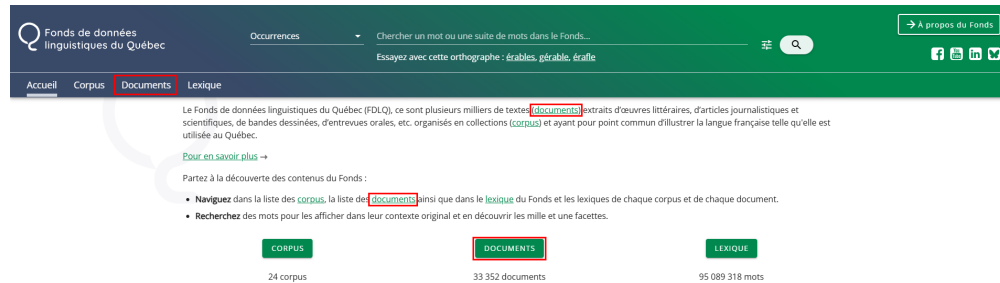 Fonds de données
linguistiques du Québec
Occurrences
Chercher un mot ou une suite de mots dans le Fonds...
Essayez avec cette orthographe : érables, gérable, érafle
À propos du Fonds
Accueil Corpus Documents Lexique
Le Fonds de données linguistiques du Québec (FDLQ), ce sont plusieurs milliers de textes (documents) extraits d'œuvres littéraires, d'articles journalistiques et
scientifiques, de bandes dessinées, d'entrevues orales, etc. organisés en collections (corpus) et ayant pour point commun d'illustrer la langue française telle qu'elle est
utilisée au Québec.
Pour en savoir plus →
Partez à la découverte des contenus du Fonds :
• Naviguez dans la liste des corpus, la liste des documents ainsi que dans le lexique du Fonds et les lexiques de chaque corpus et de chaque document.
• Recherchez des mots pour les afficher dans leur contexte original et en découvrir les mille et une facettes.
CORPUS DOCUMENTS LEXIQUE
24 corpus 33 352 documents 95 089 318 mots